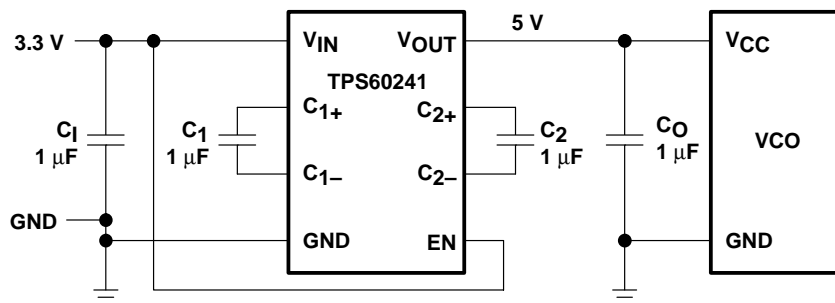 3.3 V
VIN
VOUT
5 V
VCC
TPS60241
C1+
C2+
CI
1 μF
C1
1 μF
C2
1 μF
CO
1 μF
VCO
C1–
C2–
GND
GND
EN
GND